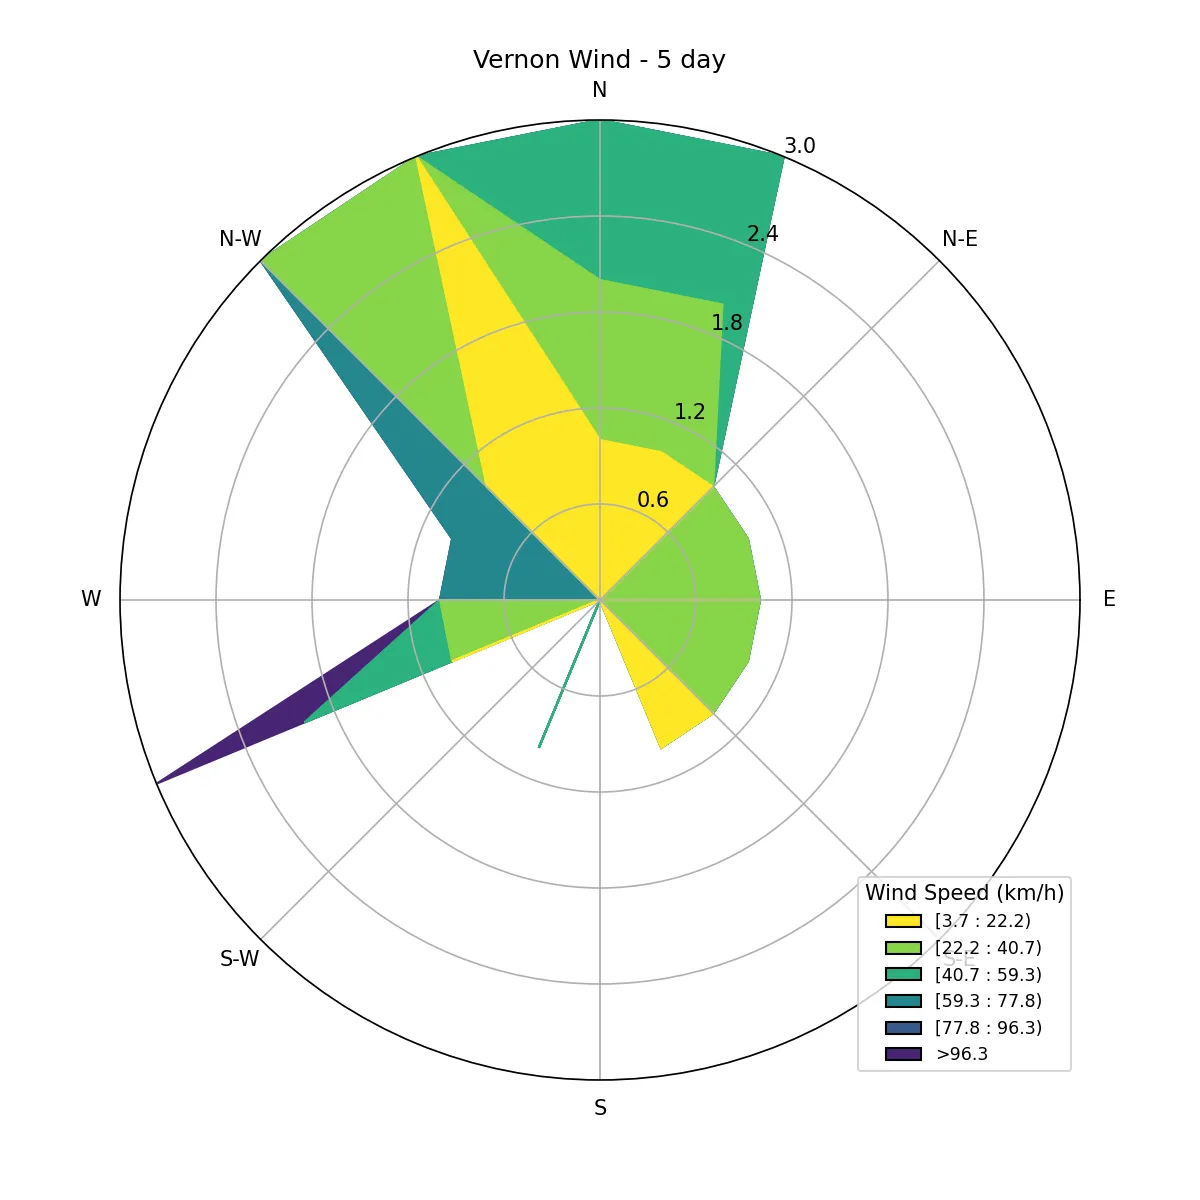 Vernon Wind - 5 day
N
3.0
N-W
2.4
N-E
1.8
1.2
0.6
W
E
Wind Speed (km/h)
[3.7 : 22.2)
[22.2 : 40.7)
S-W
S-E
[40.7 : 59.3)
[59.3 : 77.8)
[77.8 : 96.3)
>96.3
S